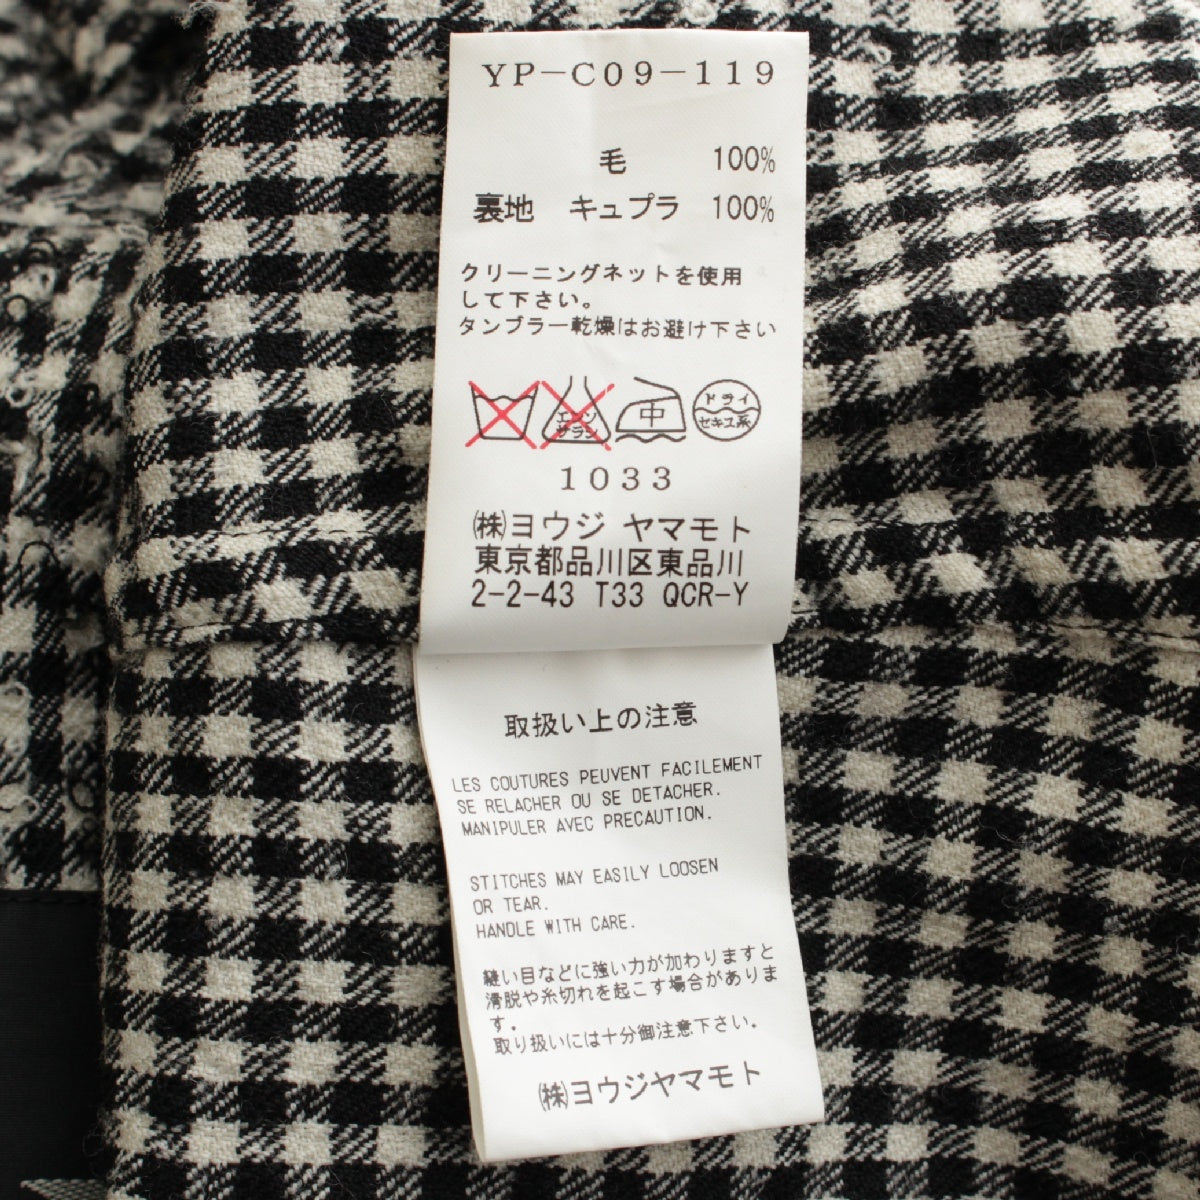 YP-C09-119
毛 100%
裏地 キュプラ 100%
クリーニングネットを使用
して下さい。
タンブラー乾燥はお避け下さい
エンソ
サラン
中
ドライ
セキユ系
1033
㈱ヨウジ ヤマモト
東京都品川区東品川
2-2-43 T33 QCR-Y
取扱い上の注意
LES COUTURES PEUVENT FACILEMENT
SE RELACHER OU SE DETACHER.
MANIPULER AVEC PRECAUTION.
STITCHES MAY EASILY LOOSEN
OR TEAR.
HANDLE WITH CARE.
縫い目などに強い力が加わりますと
滑脱や糸切れを起こす場合がありま
す。
取り扱いには十分御注意下さい。
㈱ヨウジヤマモト